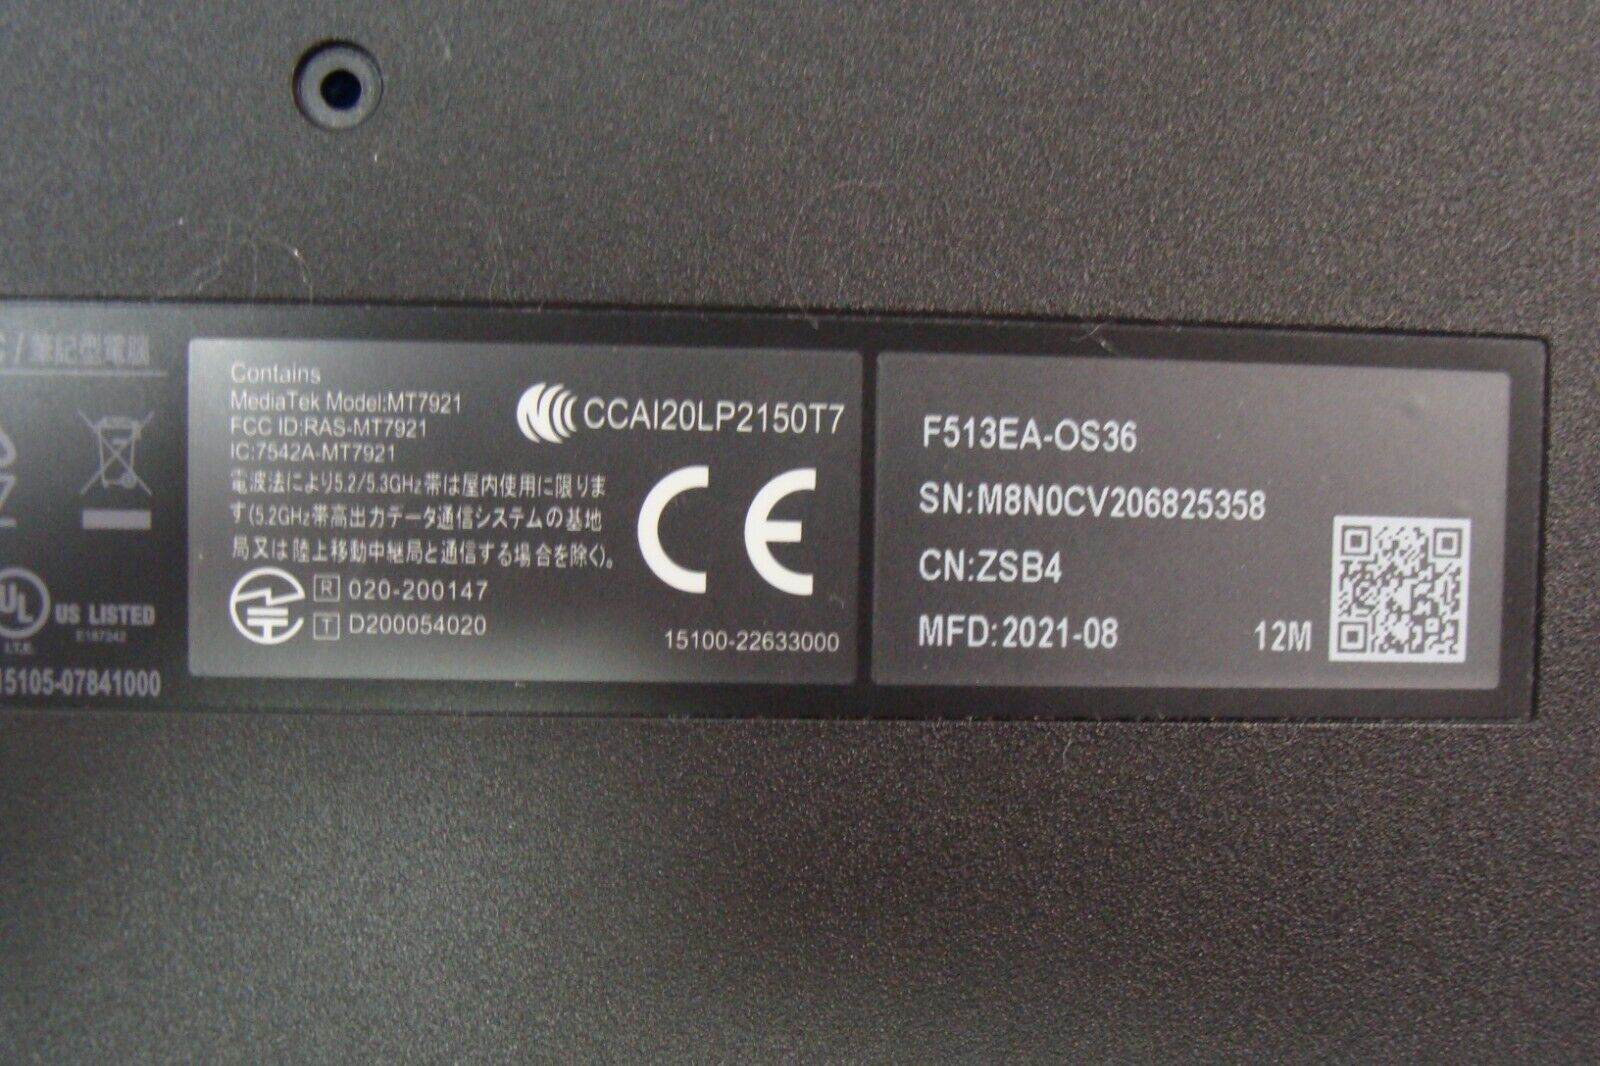 /筆記型電腦
US LISTED
E187242
I.T.E.
15105-07841000
Contains
MediaTek Model:MT7921
FCC ID:RAS-MT7921
IC:7542A-MT7921
CCAI20LP2150T7
電波法により5.2/5.3GHz帯は屋内使用に限りま
す(5.2GHz帯高出力データ通信システムの基地
局又は陸上移動中継局と通信する場合を除く)。
CE
R 020-200147
T D200054020
15100-22633000
F513EA-OS36
SN:M8N0CV206825358
CN:ZSB4
MFD:2021-08
12M